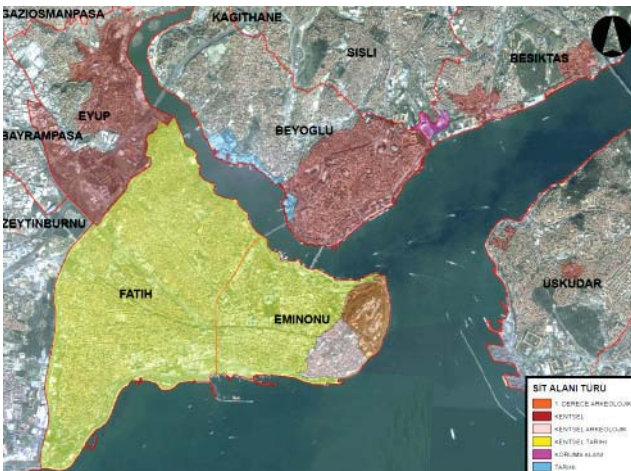 GAZIOSMANPASA
KAGITHANE
SISLI
BESIKTAS
EYUP
BAYRAMPASA
BEYOGLU
ZEYTINBURNU
FATIH
EMINONU
USKUDAR
SİT ALANI TÜRÜ
1. DERECE ARKEOLOJIK
KENTSEL
KENTSEL ARKEOLOJIK
KENTSEL TARIHI
KORUMA ALANI
TARIHI